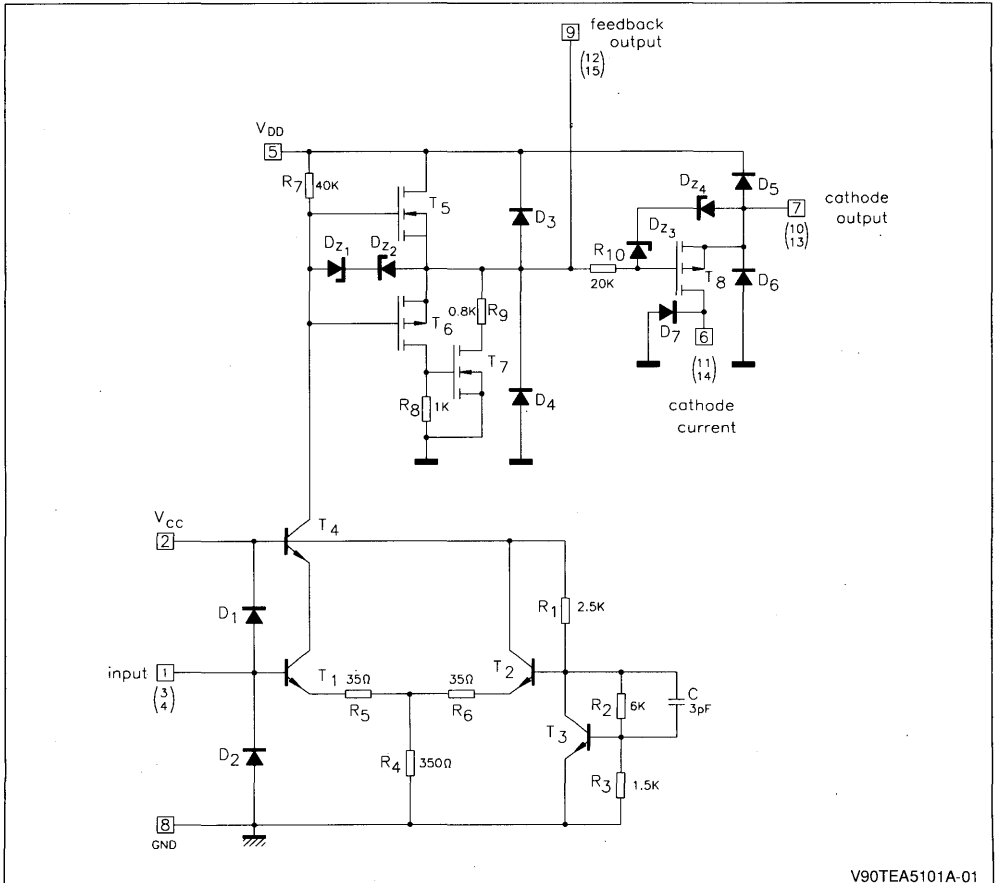 9 feedback
output
(12
15)
VDD
5
R7 40K
T5
D3
DZ4
D5
7 cathode
output
(10
13)
DZ1 DZ2
R10
20K
DZ3
T8
D6
T6
0.8K R9
T7
D7
6
(11
14)
cathode
current
R8 1K
D4
VCC
2
T4
D1
R1 2.5K
input 1
(3
4)
T1
35Ω
R5
35Ω
R6
T2
R2 6K
C
3pF
T3
D2
R4 350Ω
R3 1.5K
8
GND
V90TEA5101A-01